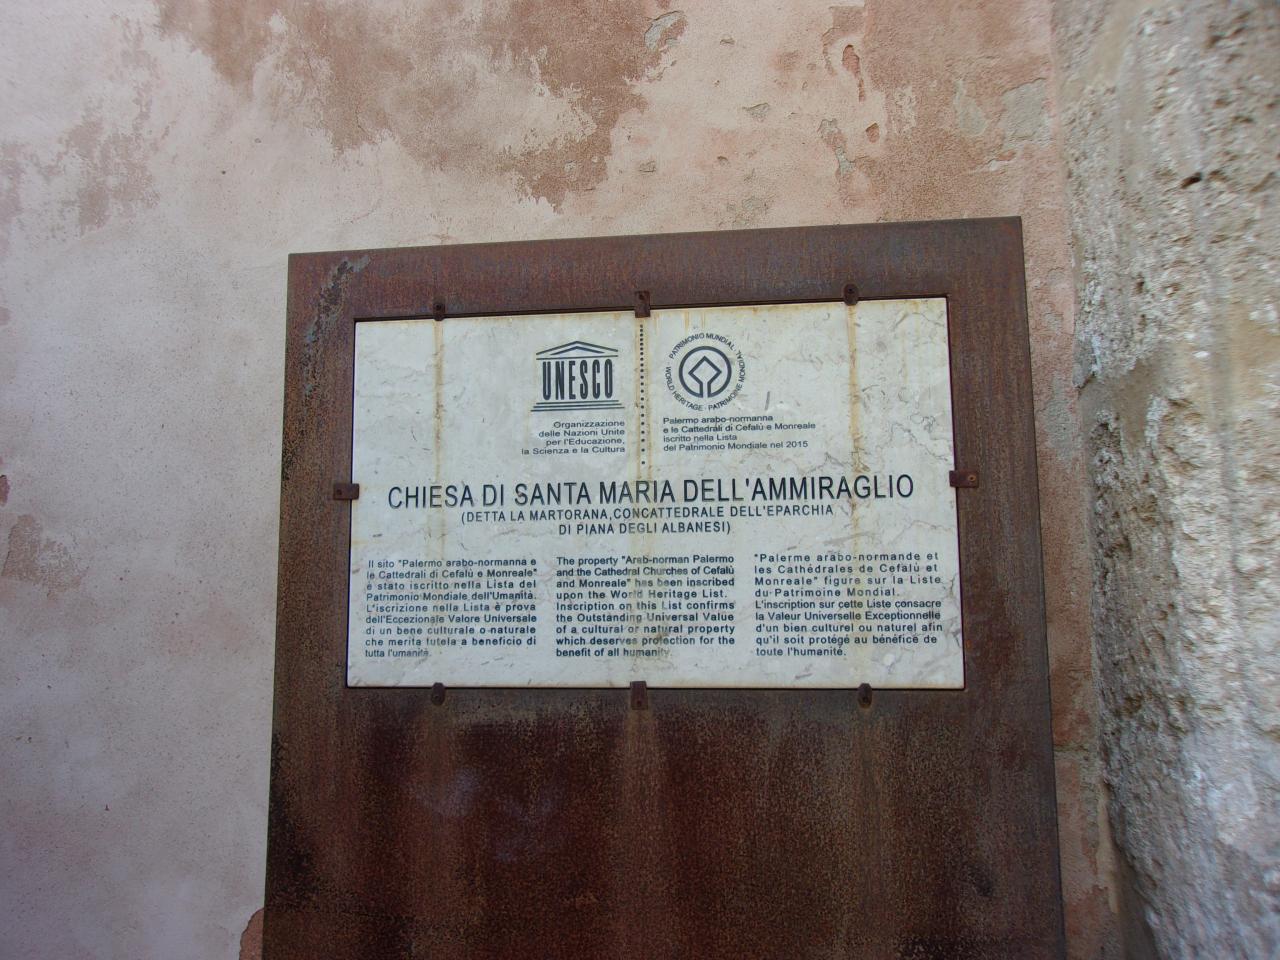 UNESCO
Organizzazione
delle Nazioni Unite
per l'Educazione,
la Scienza e la Cultura
PATRIMONIO MUNDIAL · WORLD HERITAGE · PATRIMOINE MONDIAL ·
Palermo arabo-normanna
e le Cattedrali di Cefalù e Monreale
iscritto nella Lista
del Patrimonio Mondiale nel 2015
CHIESA DI SANTA MARIA DELL'AMMIRAGLIO
(DETTA LA MARTORANA, CONCATTEDRALE DELL'EPARCHIA
DI PIANA DEGLI ALBANESI)
Il sito "Palermo arabo-normanna e
le Cattedrali di Cefalù e Monreale"
è stato iscritto nella Lista del
Patrimonio Mondiale dell'Umanità.
L'iscrizione nella Lista è prova
dell'Eccezionale Valore Universale
di un bene culturale o naturale
che merita tutela a beneficio di
tutta l'umanità.
The property "Arab-norman Palermo
and the Cathedral Churches of Cefalù
and Monreale" has been inscribed
upon the World Heritage List.
Inscription on this List confirms
the Outstanding Universal Value
of a cultural or natural property
which deserves protection for the
benefit of all humanity.
"Palerme arabo-normande et
les Cathédrales de Cefalù et
Monreale" figure sur la Liste
du Patrimoine Mondial.
L'inscription sur cette Liste consacre
la Valeur Universelle Exceptionnelle
d'un bien culturel ou naturel afin
qu'il soit protégé au bénéfice de
toute l'humanité.